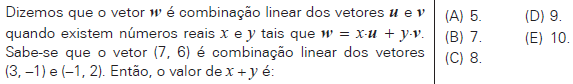 Dizemos que o vetor w é combinação linear dos vetores u e v
quando existem números reais x e y tais que w = x·u + y·v.
Sabe-se que o vetor (7, 6) é combinação linear dos vetores
(3, –1) e (–1, 2). Então, o valor de x + y é:
(A) 5.
(B) 7.
(C) 8.
(D) 9.
(E) 10.